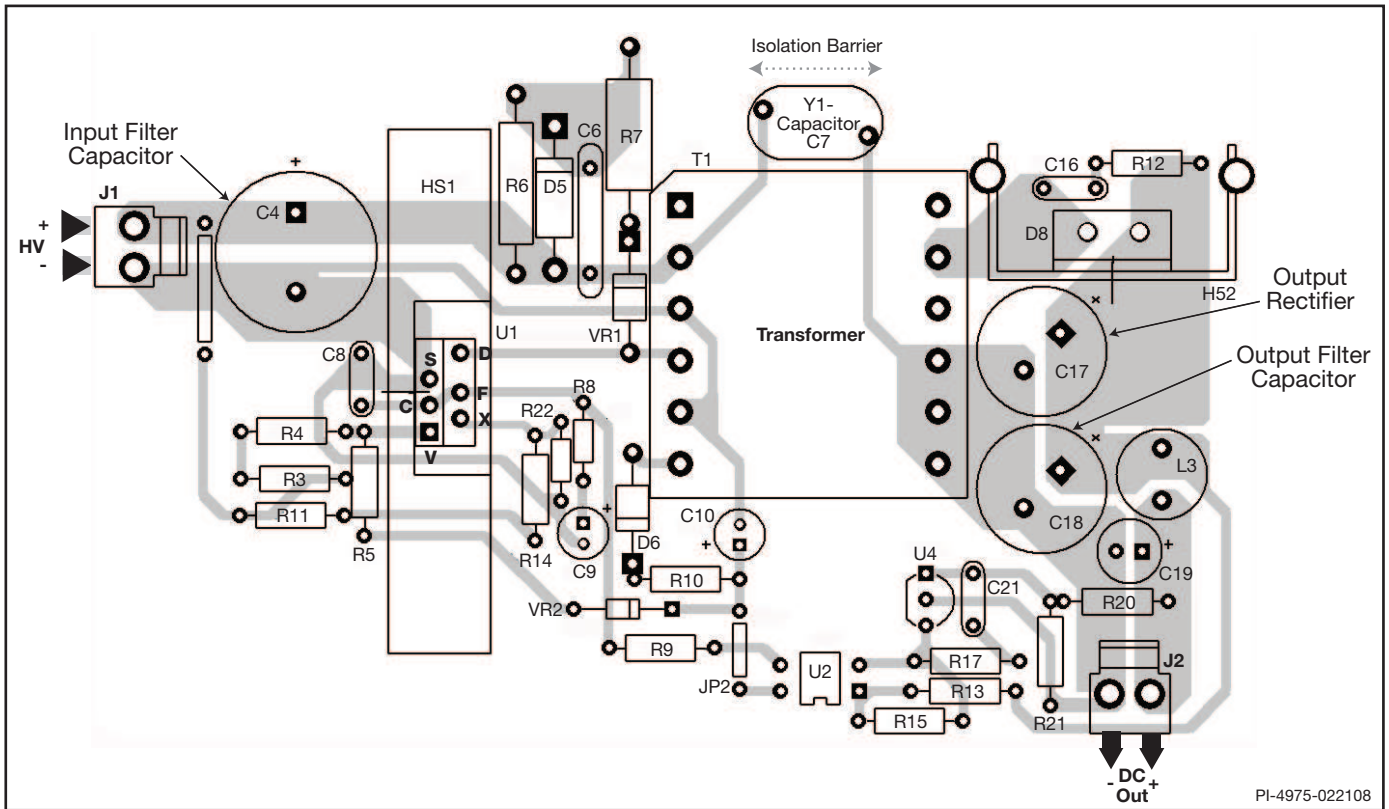 Isolation Barrier
Y1-
Capacitor
C7
Input Filter
Capacitor
J1
+
HV
-
+
C4
HS1
R6
D5
C6
R7
T1
C16
R12
D8
H52
Output
Rectifier
Output Filter
Capacitor
Transformer
VR1
U1
C8
S
D
C
F
X
V
R8
R22
C17
C18
L3
R4
R3
R11
R5
R14
+
C9
D6
C10
+
R10
VR2
R9
JP2
U2
U4
C21
+
C19
R20
R17
R13
R15
R21
J2
- DC +
Out
PI-4975-022108